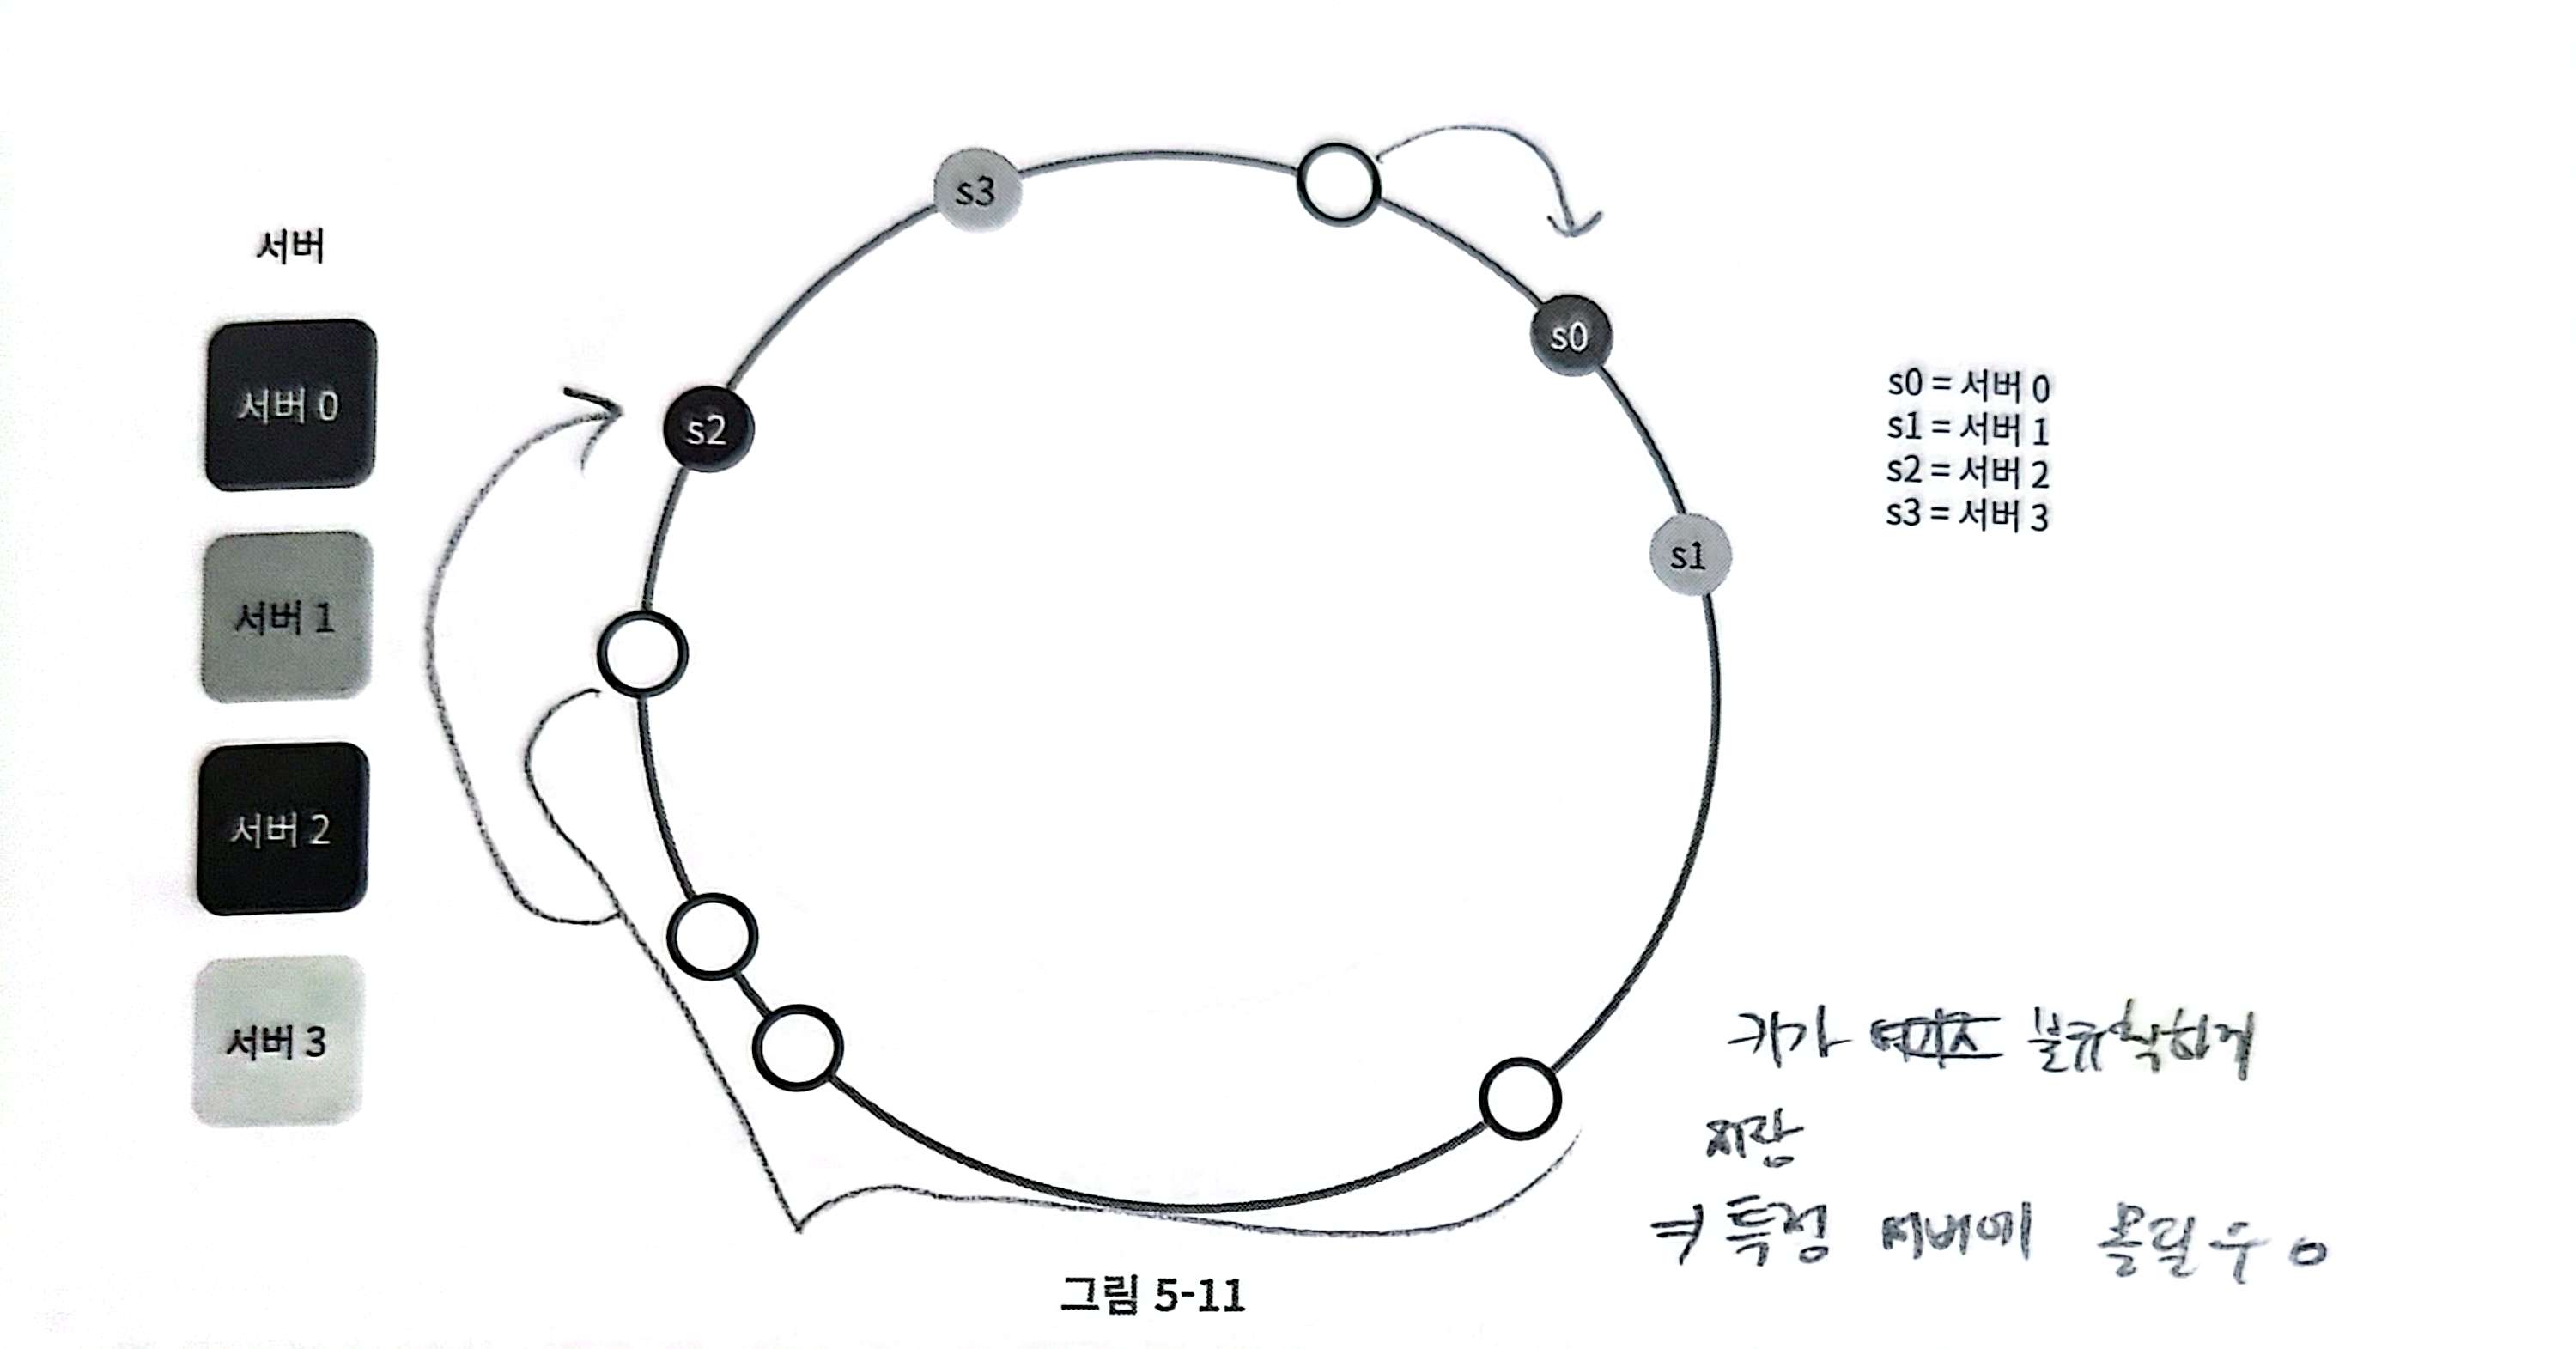 서버
서버 0
서버 1
서버 2
서버 3
s3
s0
s2
s1
s0 = 서버 0
s1 = 서버 1
s2 = 서버 2
s3 = 서버 3
키가 불규칙하게
저장
→ 특정 서버에 몰릴 수 o
그림 5-11